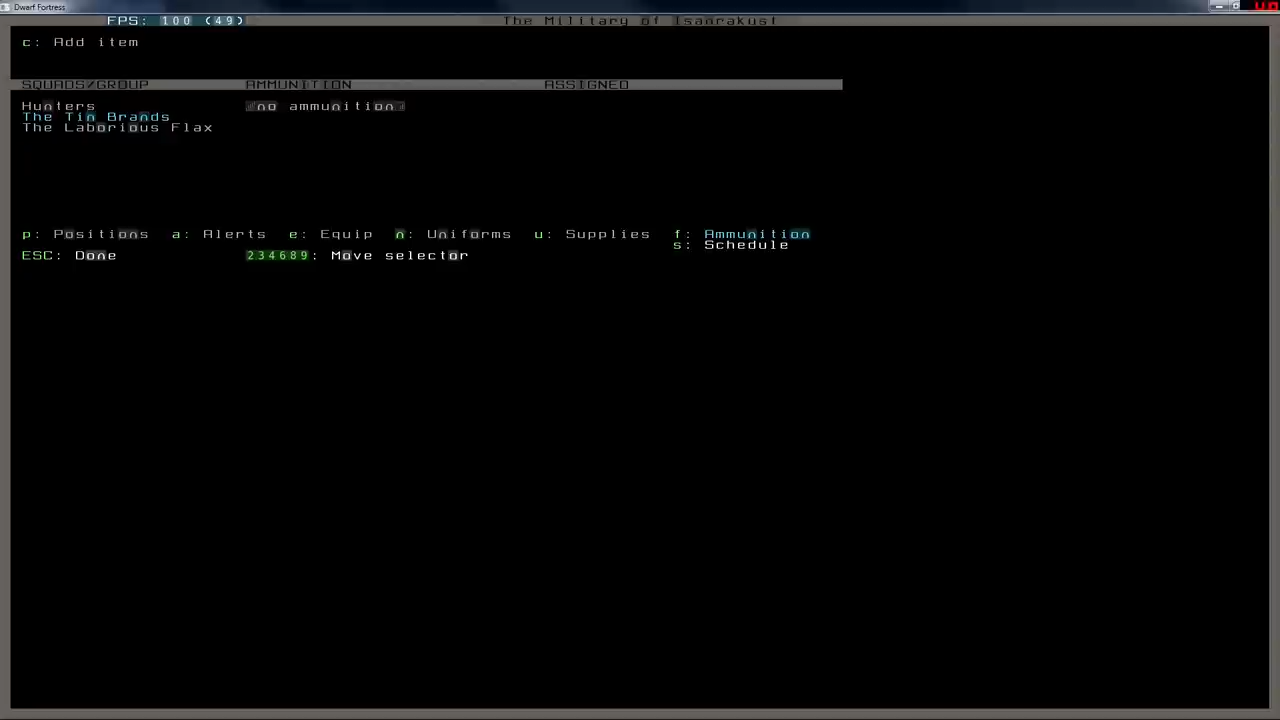 Dwarf Fortress
FPS: 100 (49) The Military of Isanrakust
c: Add item
SQUADS/GROUP AMMUNITION ASSIGNED
Hunters no ammunition
The Tin Brands
The Laborious Flax
p: Positions a: Alerts e: Equip n: Uniforms u: Supplies f: Ammunition
s: Schedule
ESC: Done 234689: Move selector